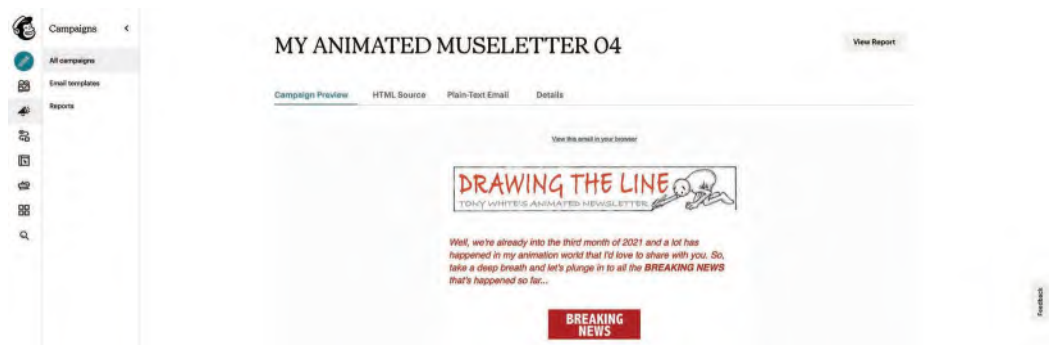 Campaigns
All campaigns
Email templates
Reports
MY ANIMATED MUSELETTER 04
View Report
Campaign Preview HTML Source Plain-Text Email Details
View this email in your browser
DRAWING THE LINE
TONY WHITE'S ANIMATED NEWSLETTER
Well, we're already into the third month of 2021 and a lot has
happened in my animation world that I'd love to share with you. So,
take a deep breath and let's plunge in to all the BREAKING NEWS
that's happened so far...
BREAKING
NEWS
Feedback